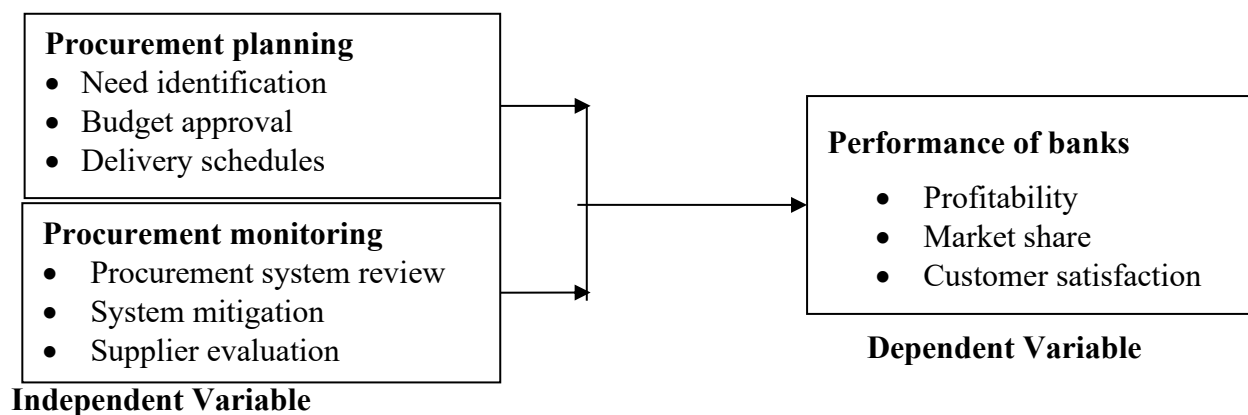 Procurement planning
• Need identification
• Budget approval
• Delivery schedules
Procurement monitoring
• Procurement system review
• System mitigation
• Supplier evaluation
Independent Variable
Performance of banks
• Profitability
• Market share
• Customer satisfaction
Dependent Variable